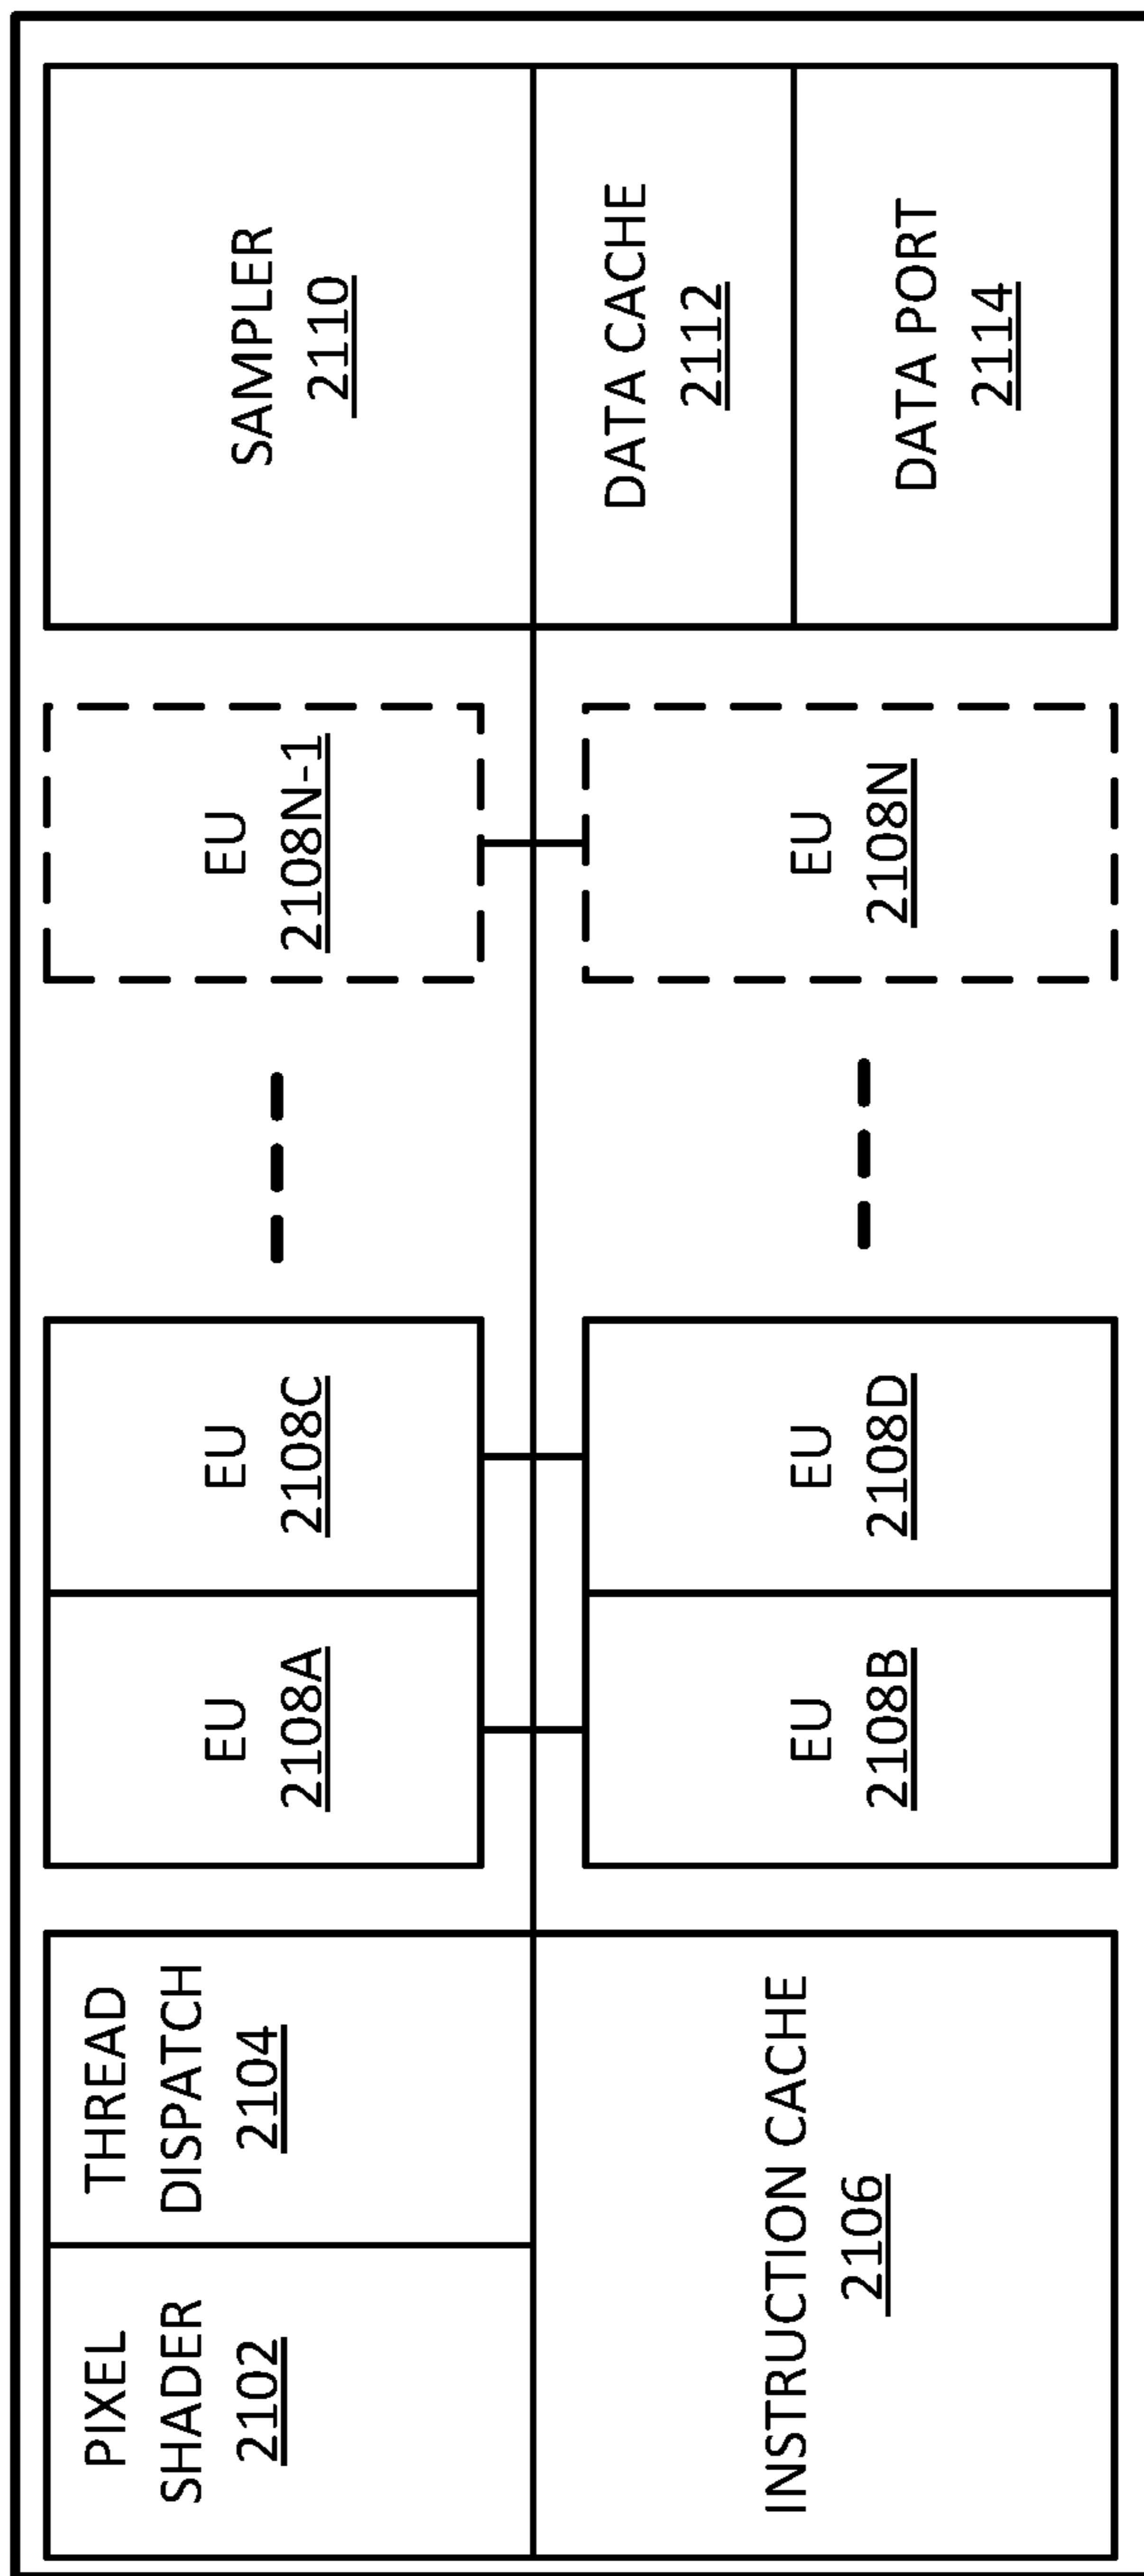 PIXEL
SHADER
2102
THREAD
DISPATCH
2104
INSTRUCTION CACHE
2106
EU
2108A
EU
2108C
EU
2108N-1
EU
2108B
EU
2108D
EU
2108N
SAMPLER
2110
DATA CACHE
2112
DATA PORT
2114